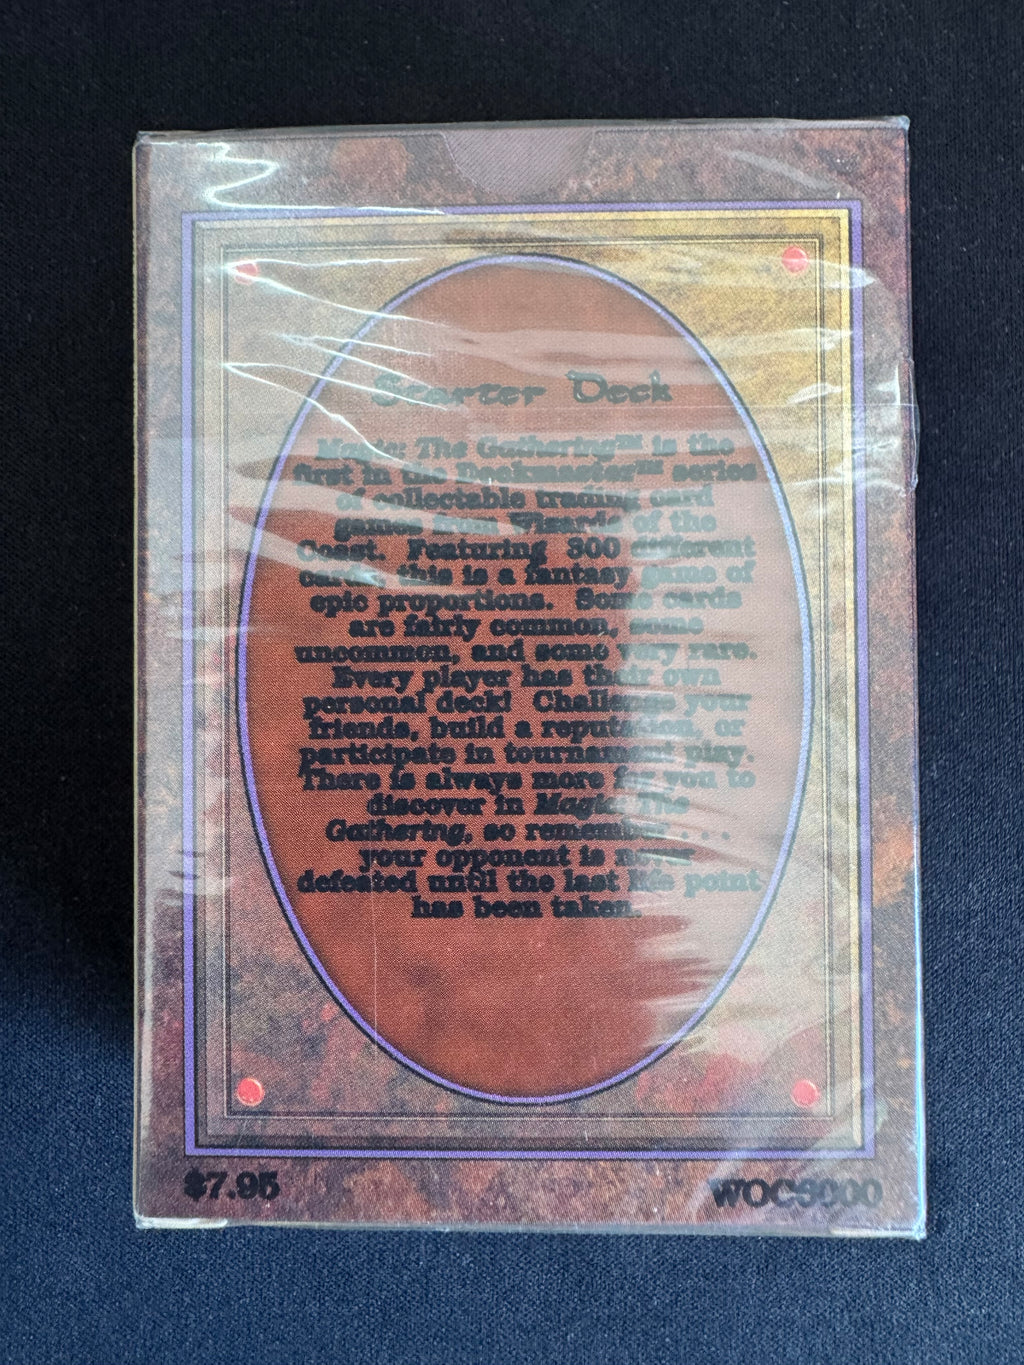 Starter Deck
Magic: The Gathering™ is the
first in the Deckmaster™ series
of collectable trading card
games from Wizards of the
Coast. Featuring 300 different
cards, this is a fantasy game of
epic proportions. Some cards
are fairly common, some
uncommon, and some very rare.
Every player has their own
personal deck! Challenge your
friends, build a reputation, or
participate in tournament play.
There is always more for you to
discover in Magic: The
Gathering, so remember . . .
your opponent is never
defeated until the last life point
has been taken.
$7.95 WOC6000